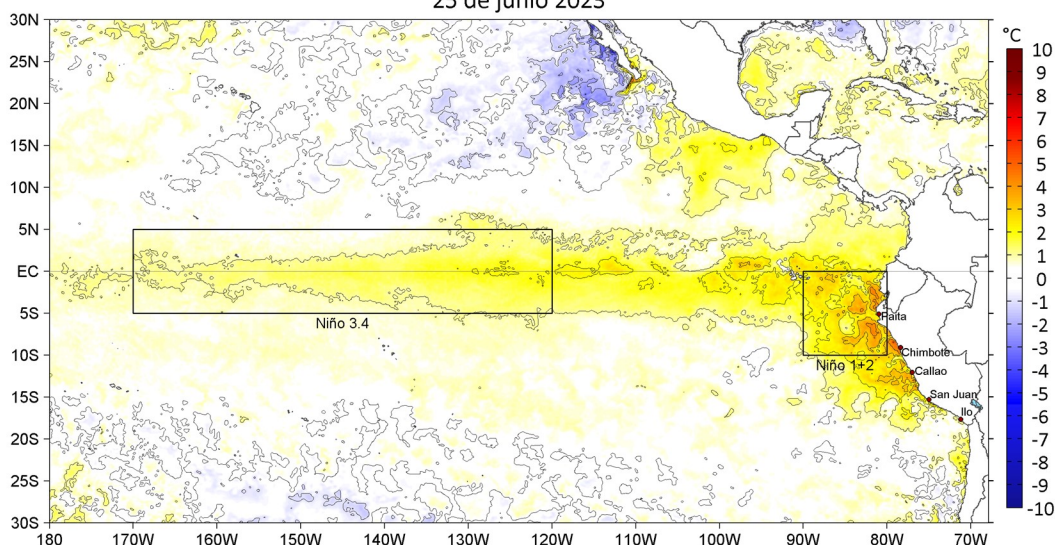 25 de junio 2023
30N
°C
25N
20N
15N
10N
5N
EC
5S
10S
15S
20S
25S
30S
Niño 3.4
Niño 1+2
Paita
Chimbote
Callao
San Juan
Ilo
10
9
8
7
6
5
4
3
2
1
0
-1
-2
-3
-4
-5
-6
-7
-8
-9
-10
180 170W 160W 150W 140W 130W 120W 110W 100W 90W 80W 70W